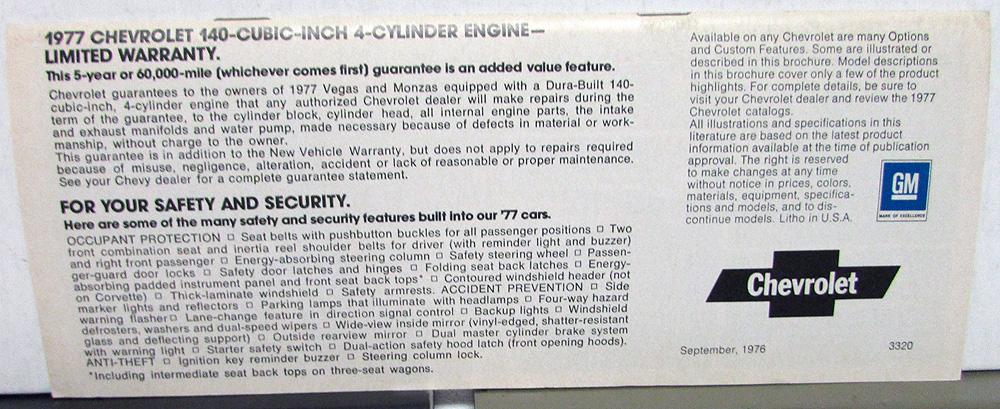 1977 CHEVROLET 140-CUBIC-INCH 4-CYLINDER ENGINE—
LIMITED WARRANTY.
This 5-year or 60,000-mile (whichever comes first) guarantee is an added value feature.
Chevrolet guarantees to the owners of 1977 Vegas and Monzas equipped with a Dura-Built 140-
cubic-inch, 4-cylinder engine that any authorized Chevrolet dealer will make repairs during the
term of the guarantee, to the cylinder block, cylinder head, all internal engine parts, the intake
and exhaust manifolds and water pump, made necessary because of defects in material or work-
manship, without charge to the owner.
This guarantee is in addition to the New Vehicle Warranty, but does not apply to repairs required
because of misuse, negligence, alteration, accident or lack of reasonable or proper maintenance.
See your Chevy dealer for a complete guarantee statement.
FOR YOUR SAFETY AND SECURITY.
Here are some of the many safety and security features built into our '77 cars.
OCCUPANT PROTECTION □ Seat belts with pushbutton buckles for all passenger positions □ Two
front combination seat and inertia reel shoulder belts for driver (with reminder light and buzzer)
and right front passenger □ Energy-absorbing steering column □ Safety steering wheel □ Passen-
ger-guard door locks □ Safety door latches and hinges □ Folding seat back latches □ Energy-
absorbing padded instrument panel and front seat back tops* □ Contoured windshield header (not
on Corvette) □ Thick-laminate windshield □ Safety armrests. ACCIDENT PREVENTION □ Side
marker lights and reflectors □ Parking lamps that illuminate with headlamps □ Four-way hazard
warning flasher □ Lane-change feature in direction signal control □ Backup lights □ Windshield
defrosters, washers and dual-speed wipers □ Wide-view inside mirror (vinyl-edged, shatter-resistant
glass and deflecting support) □ Outside rearview mirror □ Dual master cylinder brake system
with warning light □ Starter safety switch □ Dual-action safety hood latch (front opening hoods).
ANTI-THEFT □ Ignition key reminder buzzer □ Steering column lock.
*Including intermediate seat back tops on three-seat wagons.
Available on any Chevrolet are many Options
and Custom Features. Some are illustrated or
described in this brochure. Model descriptions
in this brochure cover only a few of the product
highlights. For complete details, be sure to
visit your Chevrolet dealer and review the 1977
Chevrolet catalogs.
All illustrations and specifications in this
literature are based on the latest product
information available at the time of publication
approval. The right is reserved
to make changes at any time
without notice in prices, colors,
materials, equipment, specifica-
tions and models, and to dis-
continue models. Litho in U.S.A.
GM
MARK OF EXCELLENCE
Chevrolet
September, 1976
3320